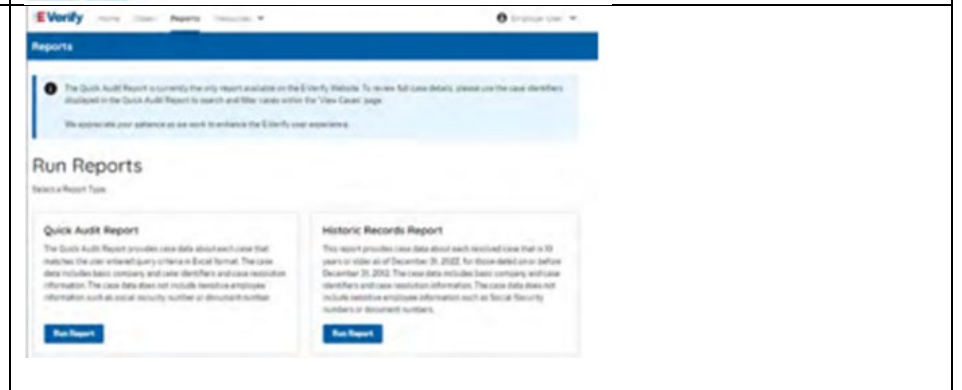 E-Verify Home Cases Reports Resources Employer User
Reports
The Quick Audit Report is currently the only report available on the E-Verify Website. To review full case details, please use the case identifiers
displayed in the Quick Audit Report to search and filter cases within the "View Cases" page.
We appreciate your patience as we work to enhance the E-Verify user experience.
Run Reports
Select a Report Type
Quick Audit Report
The Quick Audit Report provides case data about each case that
matches the user entered query criteria in Excel format. The case
data includes basic company and case identifiers and case resolution
information. The case data does not include sensitive employee
information such as social security number or document number.
Run Report
Historic Records Report
This report provides case data about each resolved case that is 10
years or older as of December 31, 2022, for those dated on or before
December 31, 2012. The case data includes basic company and case
identifiers and case resolution information. The case data does not
include sensitive employee information such as Social Security
numbers or document numbers.
Run Report